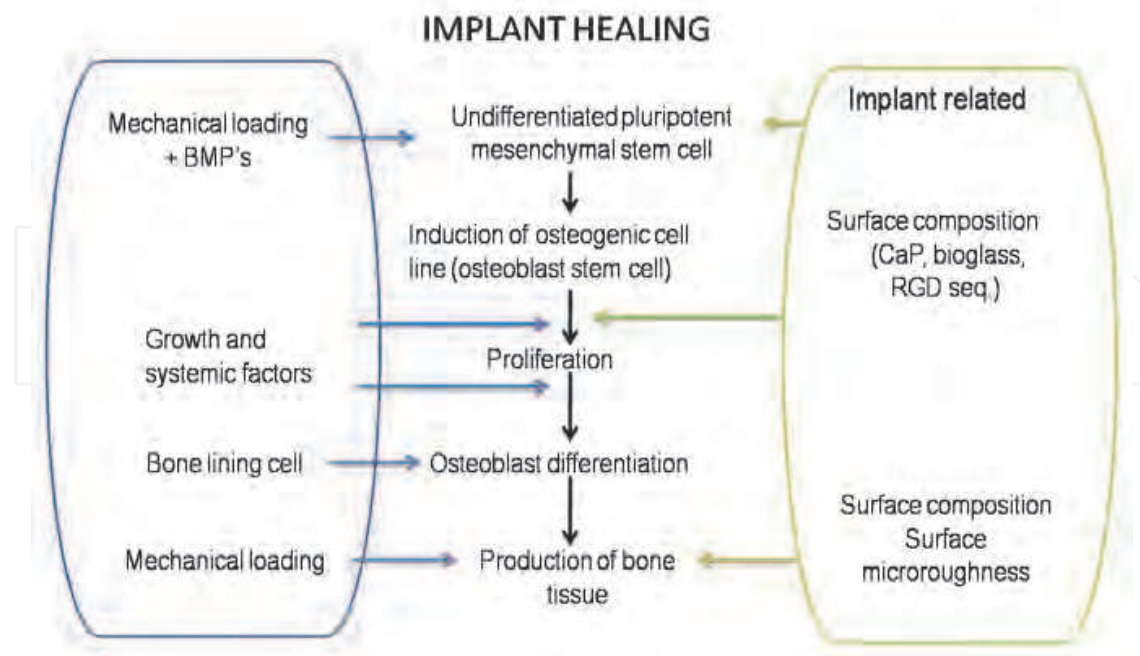 IMPLANT HEALING
Mechanical loading
+ BMP's
Growth and
systemic factors
Bone lining cell
Mechanical loading
Undifferentiated pluripotent
mesenchymal stem cell
Induction of osteogenic cell
line (osteoblast stem cell)
Proliferation
Osteoblast differentiation
Production of bone
tissue
Implant related
Surface composition
(CaP, bioglass,
RGD seq.)
Surface composition
Surface
microroughness